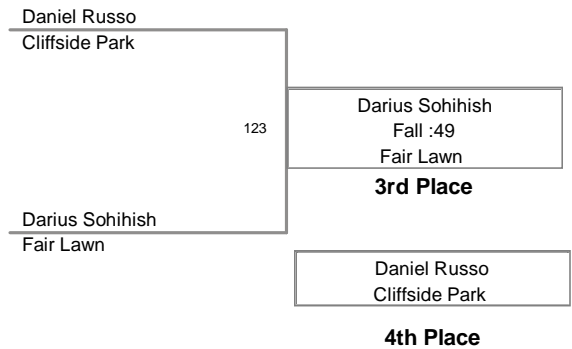 Daniel Russo
Cliffside Park
123
Darius Sohihish
Fall :49
Fair Lawn
3rd Place
Darius Sohihish
Fair Lawn
Daniel Russo
Cliffside Park
4th Place